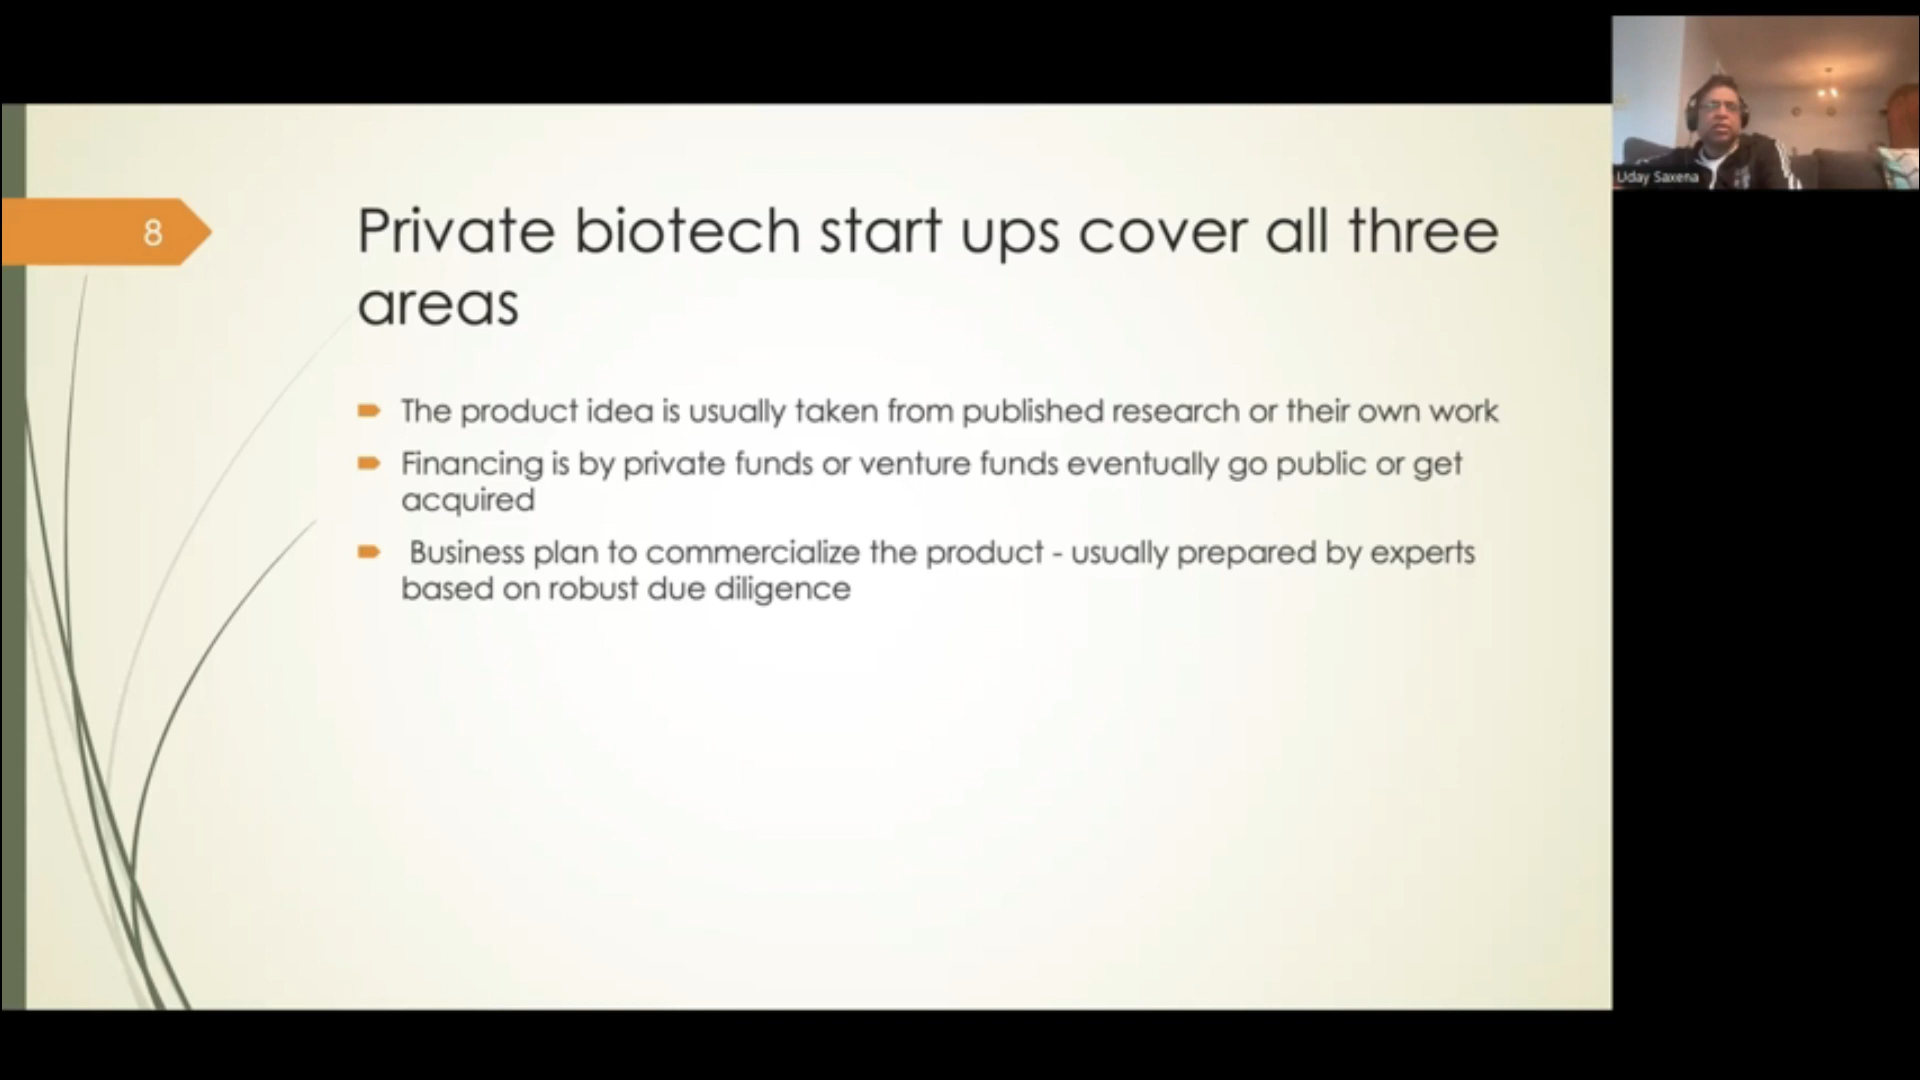 8
Private biotech start ups cover all three
areas
The product idea is usually taken from published research or their own work
Financing is by private funds or venture funds eventually go public or get
acquired
Business plan to commercialize the product - usually prepared by experts
based on robust due diligence
Uday Saxena